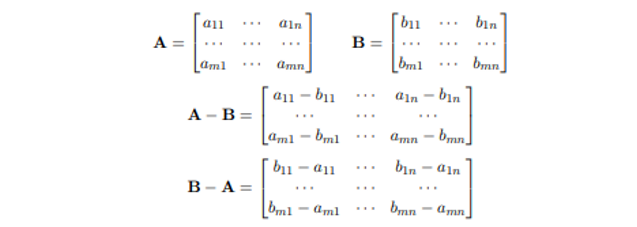 A = [ a₁₁ ⋯ a₁ₙ ] B = [ b₁₁ ⋯ b₁ₙ ]
[ ⋯ ⋯ ⋯ ] [ ⋯ ⋯ ⋯ ]
[ aₘ₁ ⋯ aₘₙ ] [ bₘ₁ ⋯ bₘₙ ]
[ a₁₁ − b₁₁ ⋯ a₁ₙ − b₁ₙ ]
A − B = [ ⋯ ⋯ ⋯ ]
[ aₘ₁ − bₘ₁ ⋯ aₘₙ − bₘₙ ]
[ b₁₁ − a₁₁ ⋯ b₁ₙ − a₁ₙ ]
B − A = [ ⋯ ⋯ ⋯ ]
[ bₘ₁ − aₘ₁ ⋯ bₘₙ − aₘₙ ]